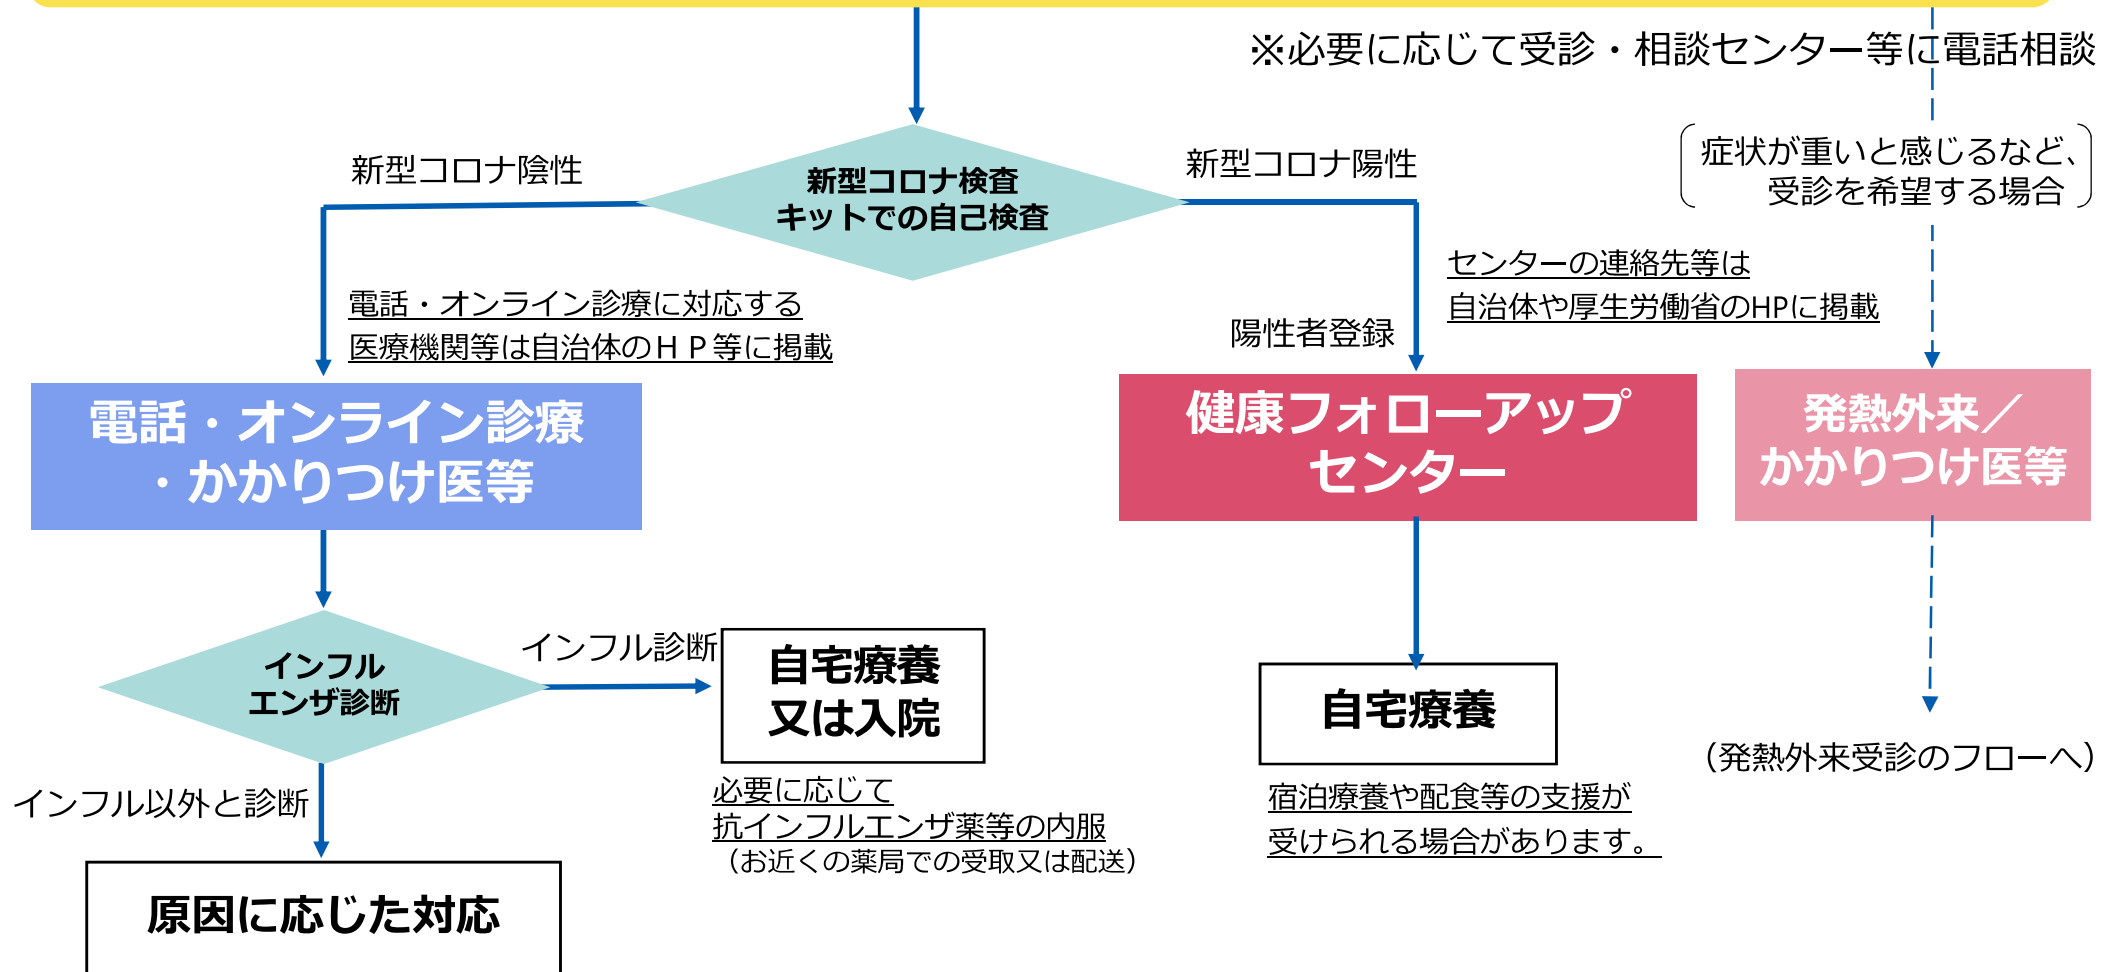 ※必要に応じて受診・相談センター等に電話相談
症状が重いと感じるなど、
受診を希望する場合
新型コロナ陰性
新型コロナ検査
キットでの自己検査
新型コロナ陽性
電話・オンライン診療に対応する
医療機関等は自治体のＨＰ等に掲載
陽性者登録
センターの連絡先等は
自治体や厚生労働省のHPに掲載
電話・オンライン診療
・かかりつけ医等
健康フォローアップ
センター
発熱外来／
かかりつけ医等
インフル
エンザ診断
インフル診断
自宅療養
又は入院
必要に応じて
抗インフルエンザ薬等の内服
（お近くの薬局での受取又は配送）
自宅療養
宿泊療養や配食等の支援が
受けられる場合があります。
（発熱外来受診のフローへ）
インフル以外と診断
原因に応じた対応